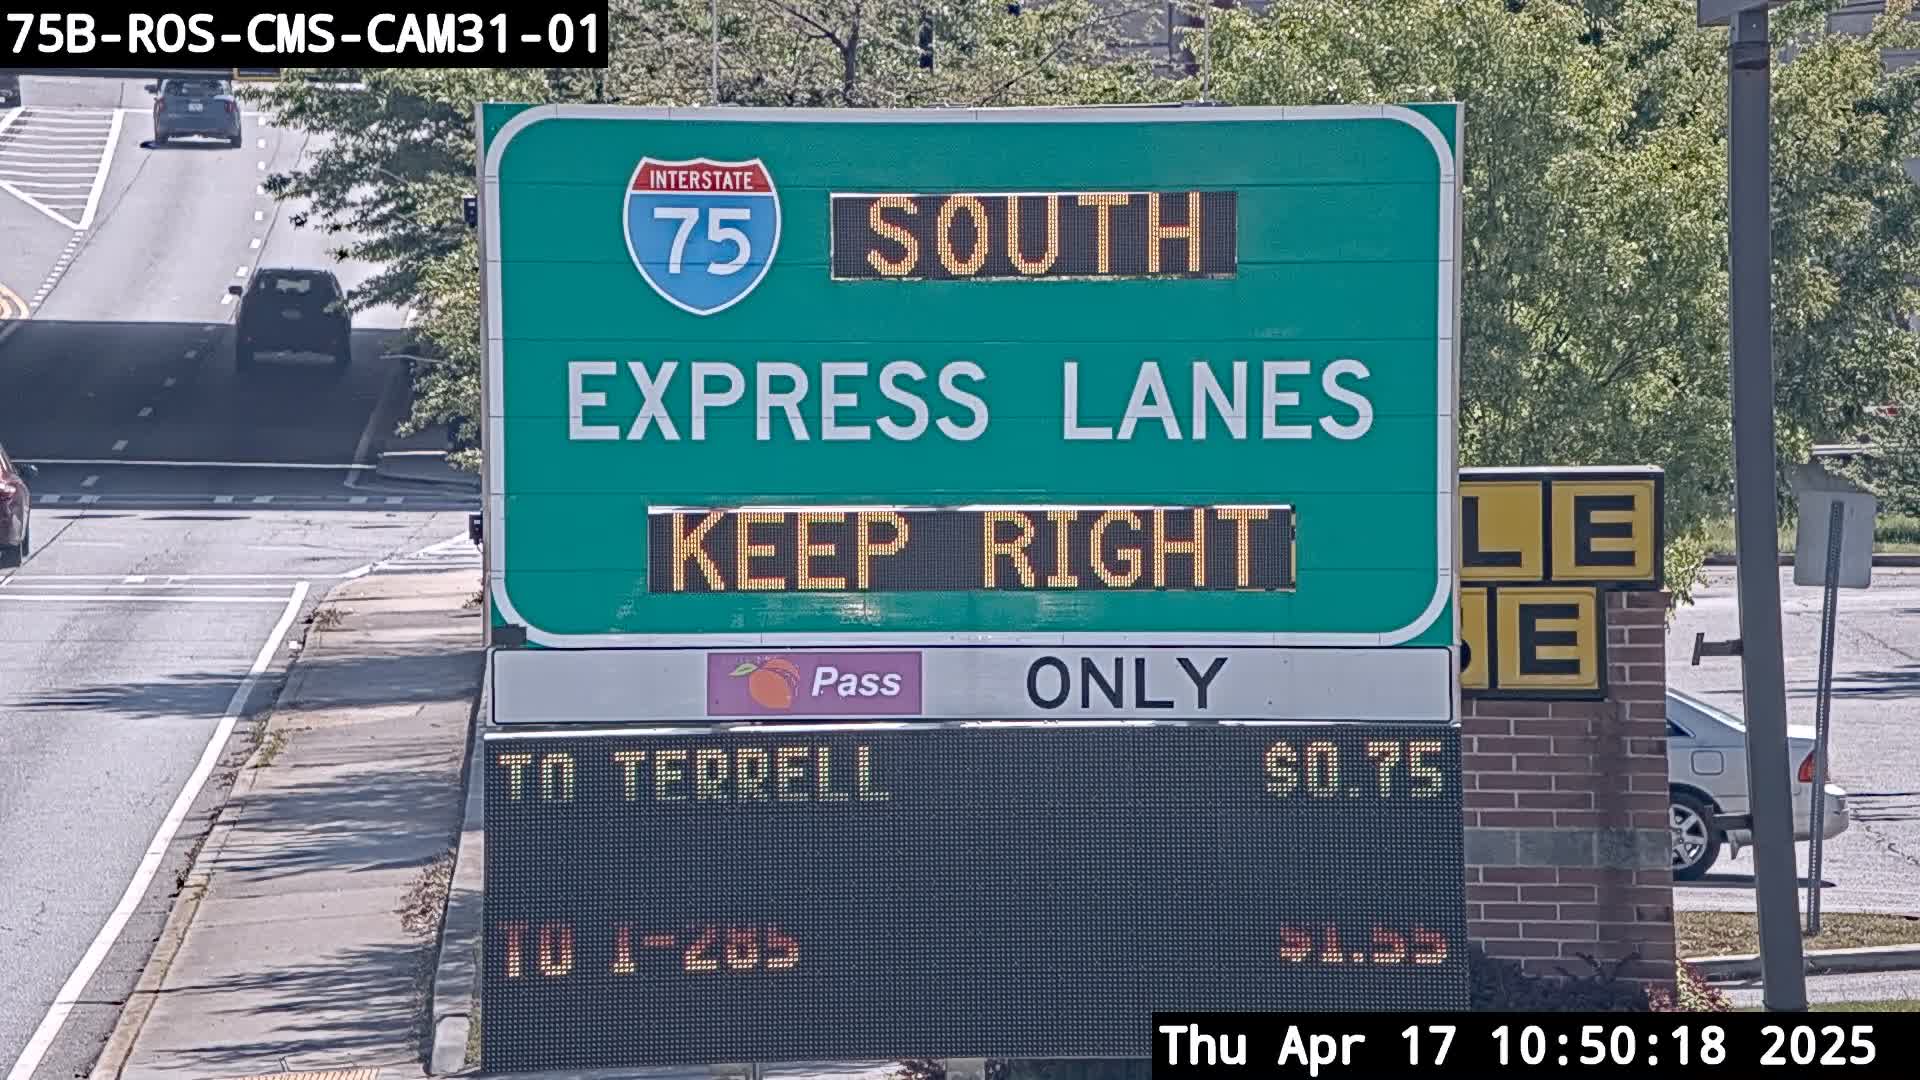 75B-ROS-CMS-CAM31-01
INTERSTATE
75
SOUTH
EXPRESS LANES
KEEP RIGHT
LE
E
Pass ONLY
TO TERRELL $0.75
TO I-285
Thu Apr 17 10:50:18 2025